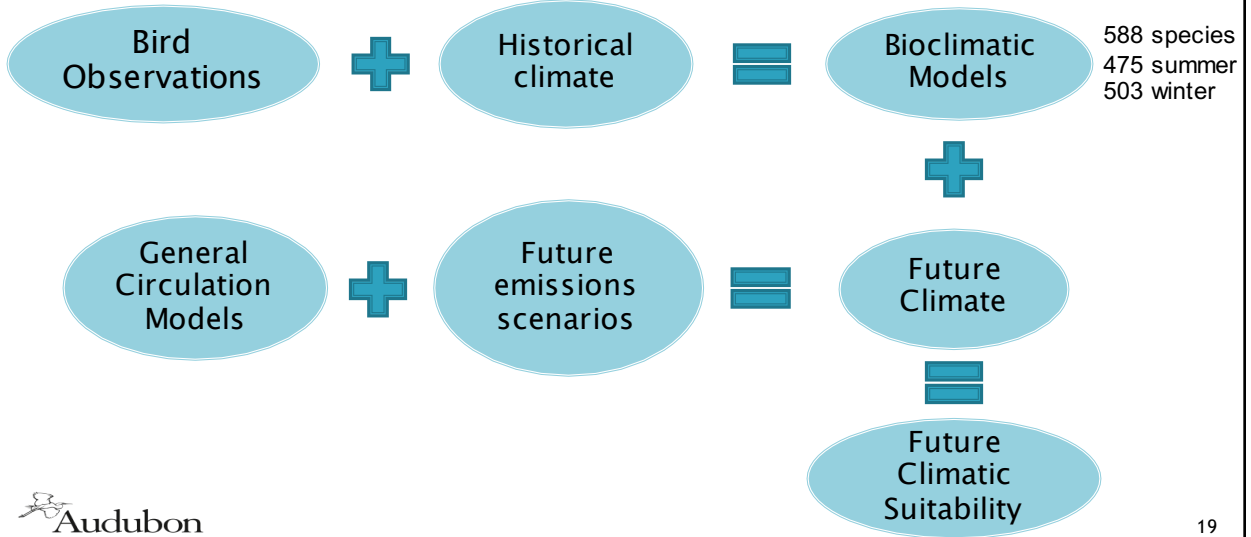 Bird
Observations
Historical
climate
Bioclimatic
Models
588 species
475 summer
503 winter
General
Circulation
Models
Future
emissions
scenarios
Future
Climate
Future
Climatic
Suitability
Audubon
19